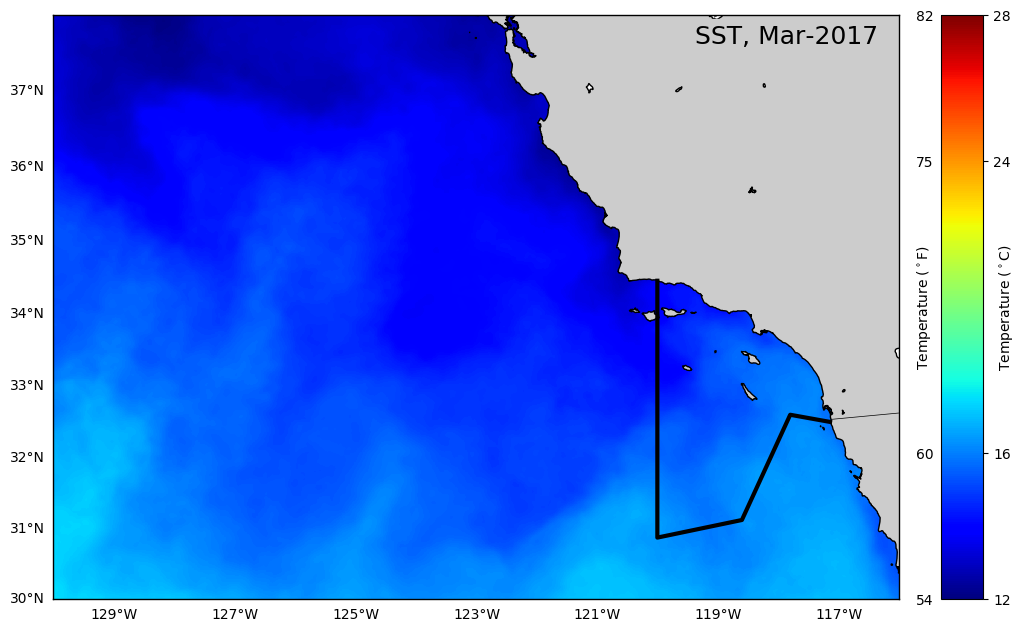 SST, Mar-2017
37°N
36°N
35°N
34°N
33°N
32°N
31°N
30°N
129°W
127°W
125°W
123°W
121°W
119°W
117°W
82
75
60
54
Temperature (°F)
28
24
16
12
Temperature (°C)